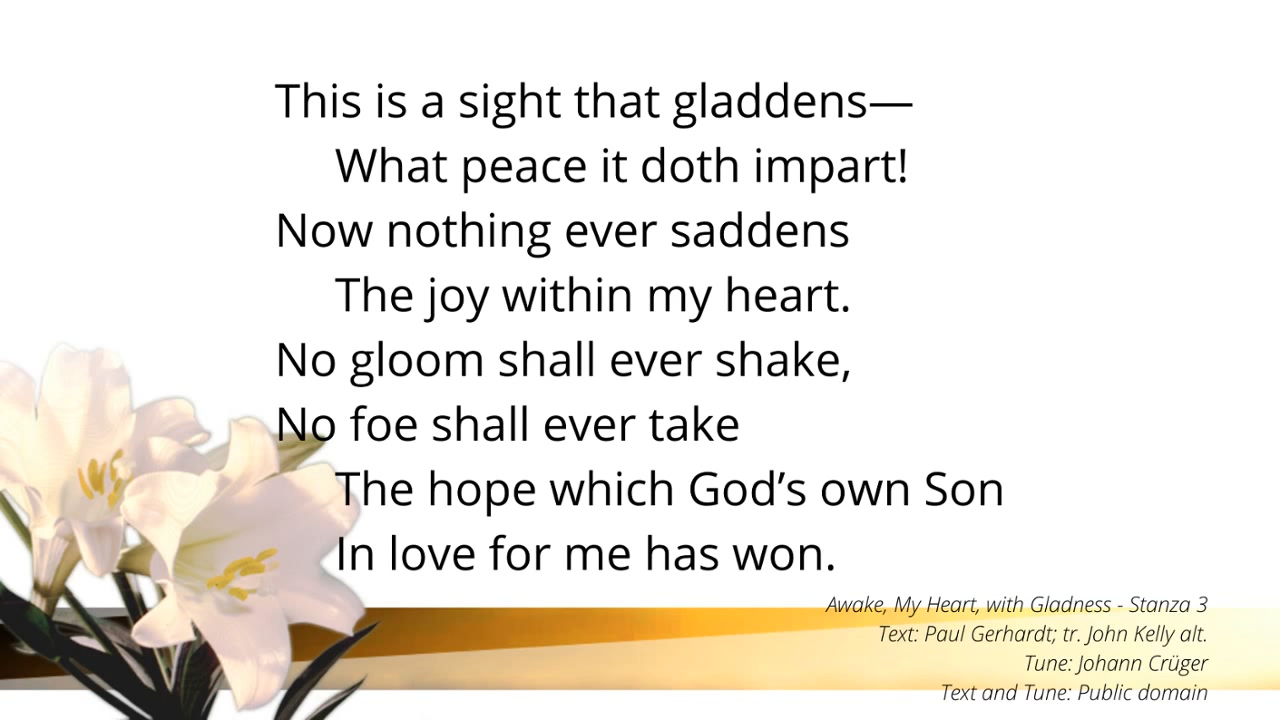 This is a sight that gladdens—
What peace it doth impart!
Now nothing ever saddens
The joy within my heart.
No gloom shall ever shake,
No foe shall ever take
The hope which God’s own Son
In love for me has won.
Awake, My Heart, with Gladness - Stanza 3
Text: Paul Gerhardt; tr. John Kelly alt.
Tune: Johann Crüger
Text and Tune: Public domain